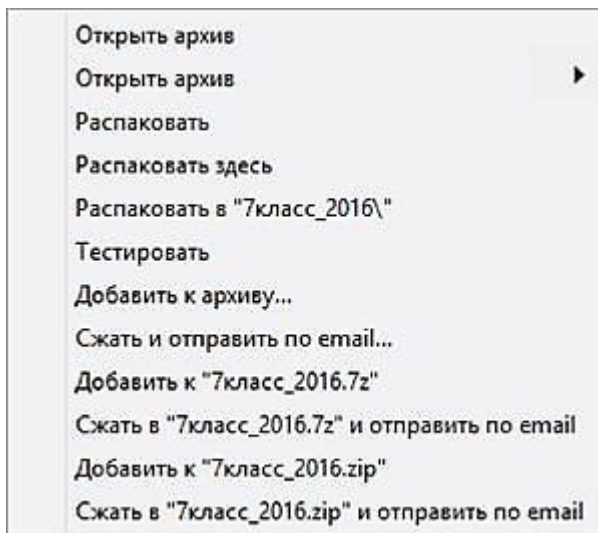 Открыть архив
Открыть архив
Распаковать
Распаковать здесь
Распаковать в "7класс_2016\"
Тестировать
Добавить к архиву...
Сжать и отправить по email...
Добавить к "7класс_2016.7z"
Сжать в "7класс_2016.7z" и отправить по email
Добавить к "7класс_2016.zip"
Сжать в "7класс_2016.zip" и отправить по email